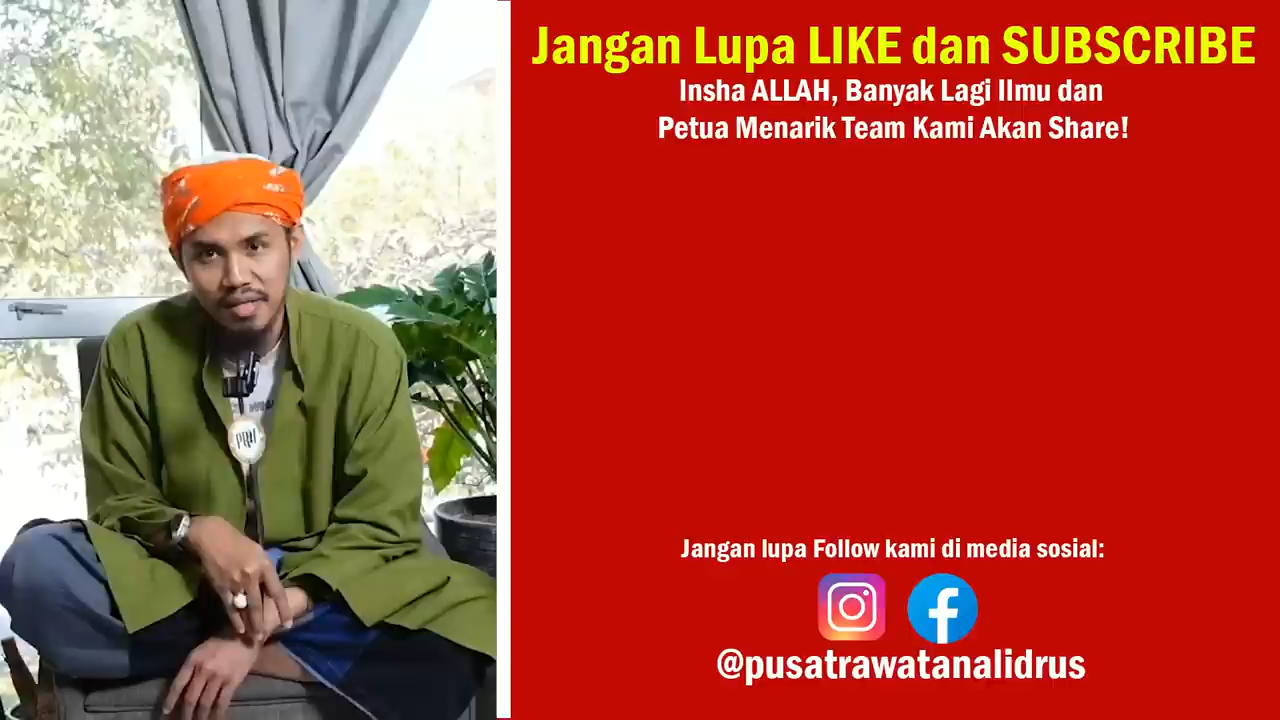 Jangan Lupa LIKE dan SUBSCRIBE
Insha ALLAH, Banyak Lagi Ilmu dan
Petua Menarik Team Kami Akan Share!
Jangan lupa Follow kami di media sosial:
@pusatrawatanalidrus